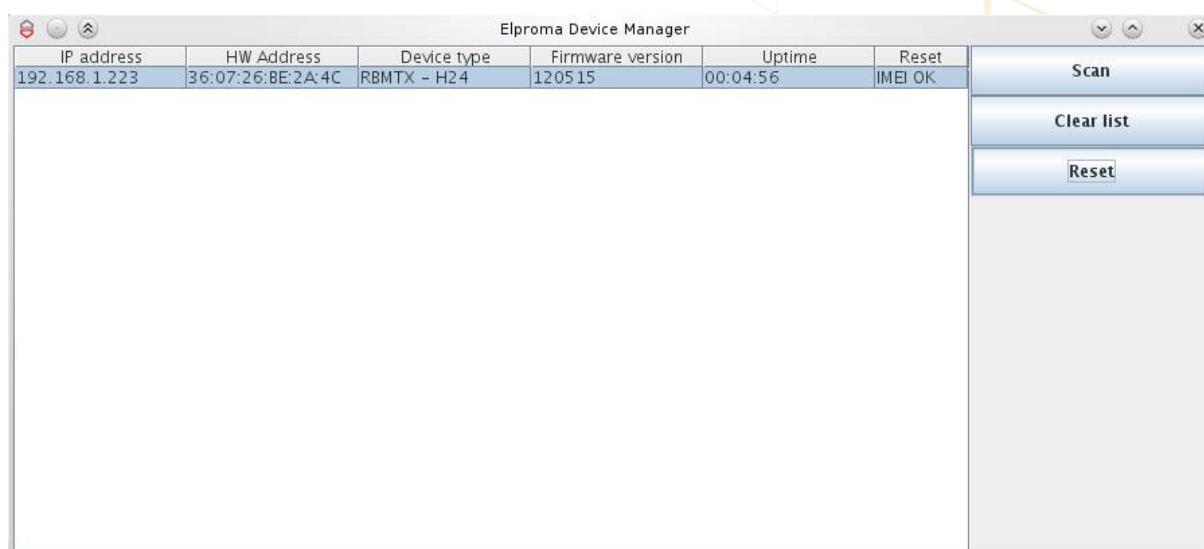 Elproma Device Manager
IP address HW Address Device type Firmware version Uptime Reset
192.168.1.223 36:07:26:BE:2A:4C RBMTX - H24 120515 00:04:56 IMEI OK
Scan
Clear list
Reset